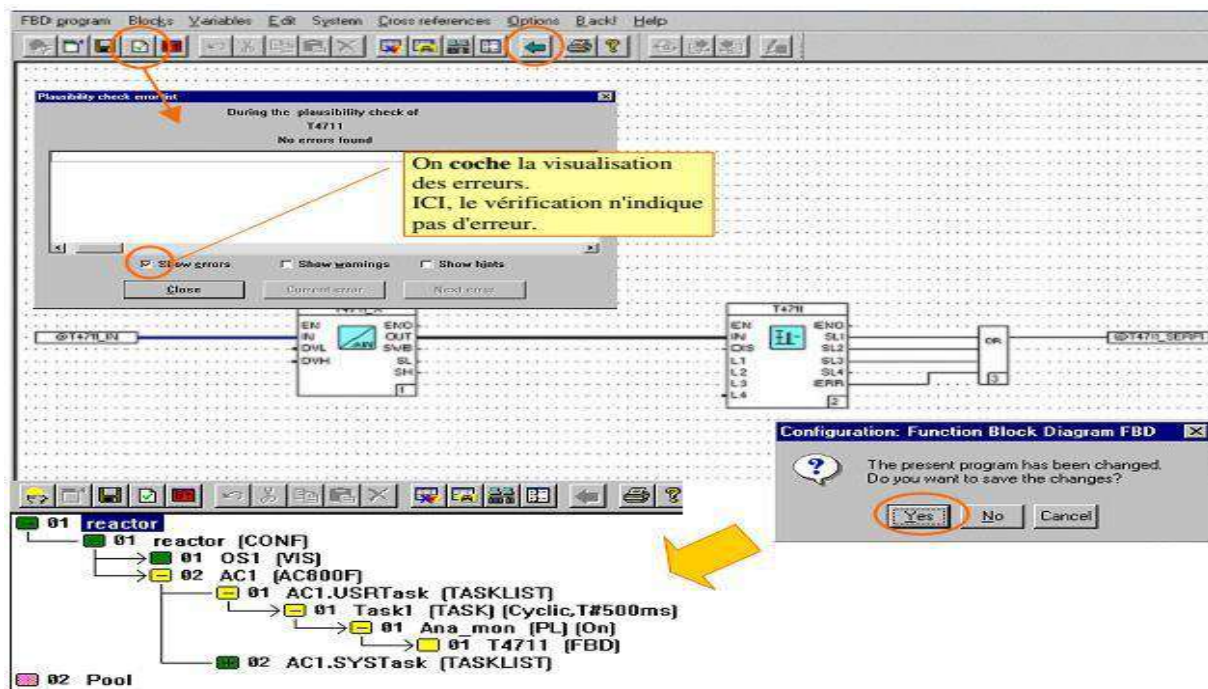 FBD program Blocks Variables Edit System Cross references Options Back! Help
Plausibility check error list
During the plausibility check of
T4711
No errors found
On coche la visualisation
des erreurs.
ICI, le vérification n'indique
pas d'erreur.
Show errors Show warnings Show hints
Close Current error Next error
@T4711_IN
EN ENO
IN OUT
OVL SWB
OVH SL
SH
1
T4711
EN ENO
IN SL1
DIS SL2
L1 SL3
L2 SL4
L3 IERR
L4
2
OR
3
Configuration: Function Block Diagram FBD
The present program has been changed.
Do you want to save the changes?
Yes No Cancel
01 reactor
01 reactor (CONF)
01 OS1 (VIS)
02 AC1 (AC800F)
01 AC1.USRTask (TASKLIST)
01 Task1 (TASK) (Cyclic,T#500ms)
01 Ana_mon (PL) (On)
01 T4711 (FBD)
02 AC1.SYSTask (TASKLIST)
02 Pool